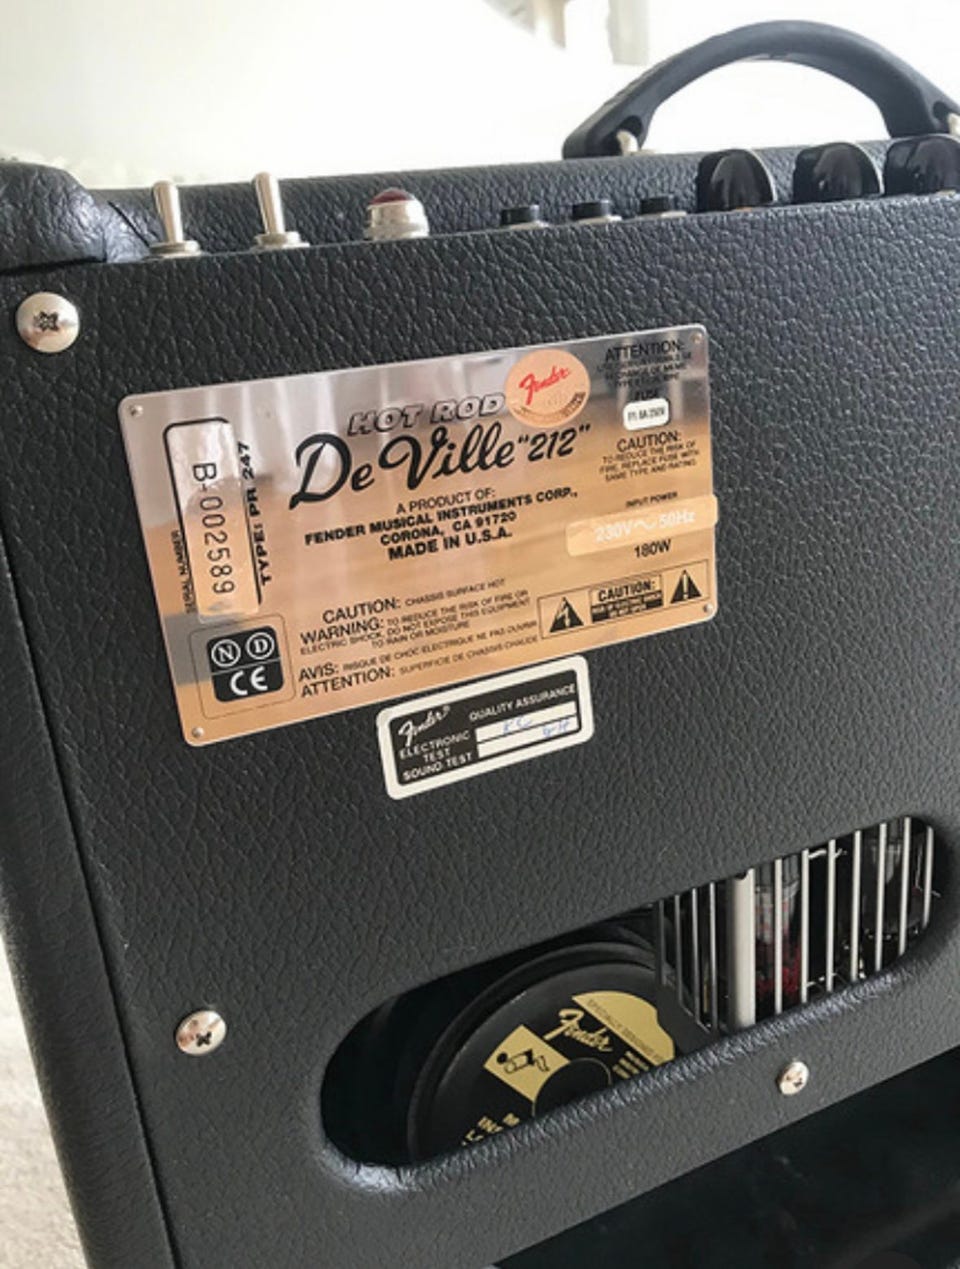 HOT ROD
Fender
De Ville "212"
A PRODUCT OF:
FENDER MUSICAL INSTRUMENTS CORP.,
CORONA, CA 91720
MADE IN U.S.A.
SERIAL NUMBER
B-002589
TYPE: PR 247
ATTENTION:
CAUTION:
TO REDUCE THE RISK OF
FIRE, REPLACE FUSE WITH
SAME TYPE AND RATING.
INPUT POWER
230V~50Hz
180W
CAUTION: CHASSIS SURFACE HOT
WARNING: TO REDUCE THE RISK OF FIRE OR
ELECTRIC SHOCK, DO NOT EXPOSE THIS EQUIPMENT
TO RAIN OR MOISTURE
AVIS: RISQUE DE CHOC ELECTRIQUE NE PAS OUVRIR
ATTENTION: SUPERFICIE DE CHASSIS CHAUDE
CAUTION:
N D
CE
Fender®
QUALITY ASSURANCE
ELECTRONIC
TEST
SOUND TEST
Fender